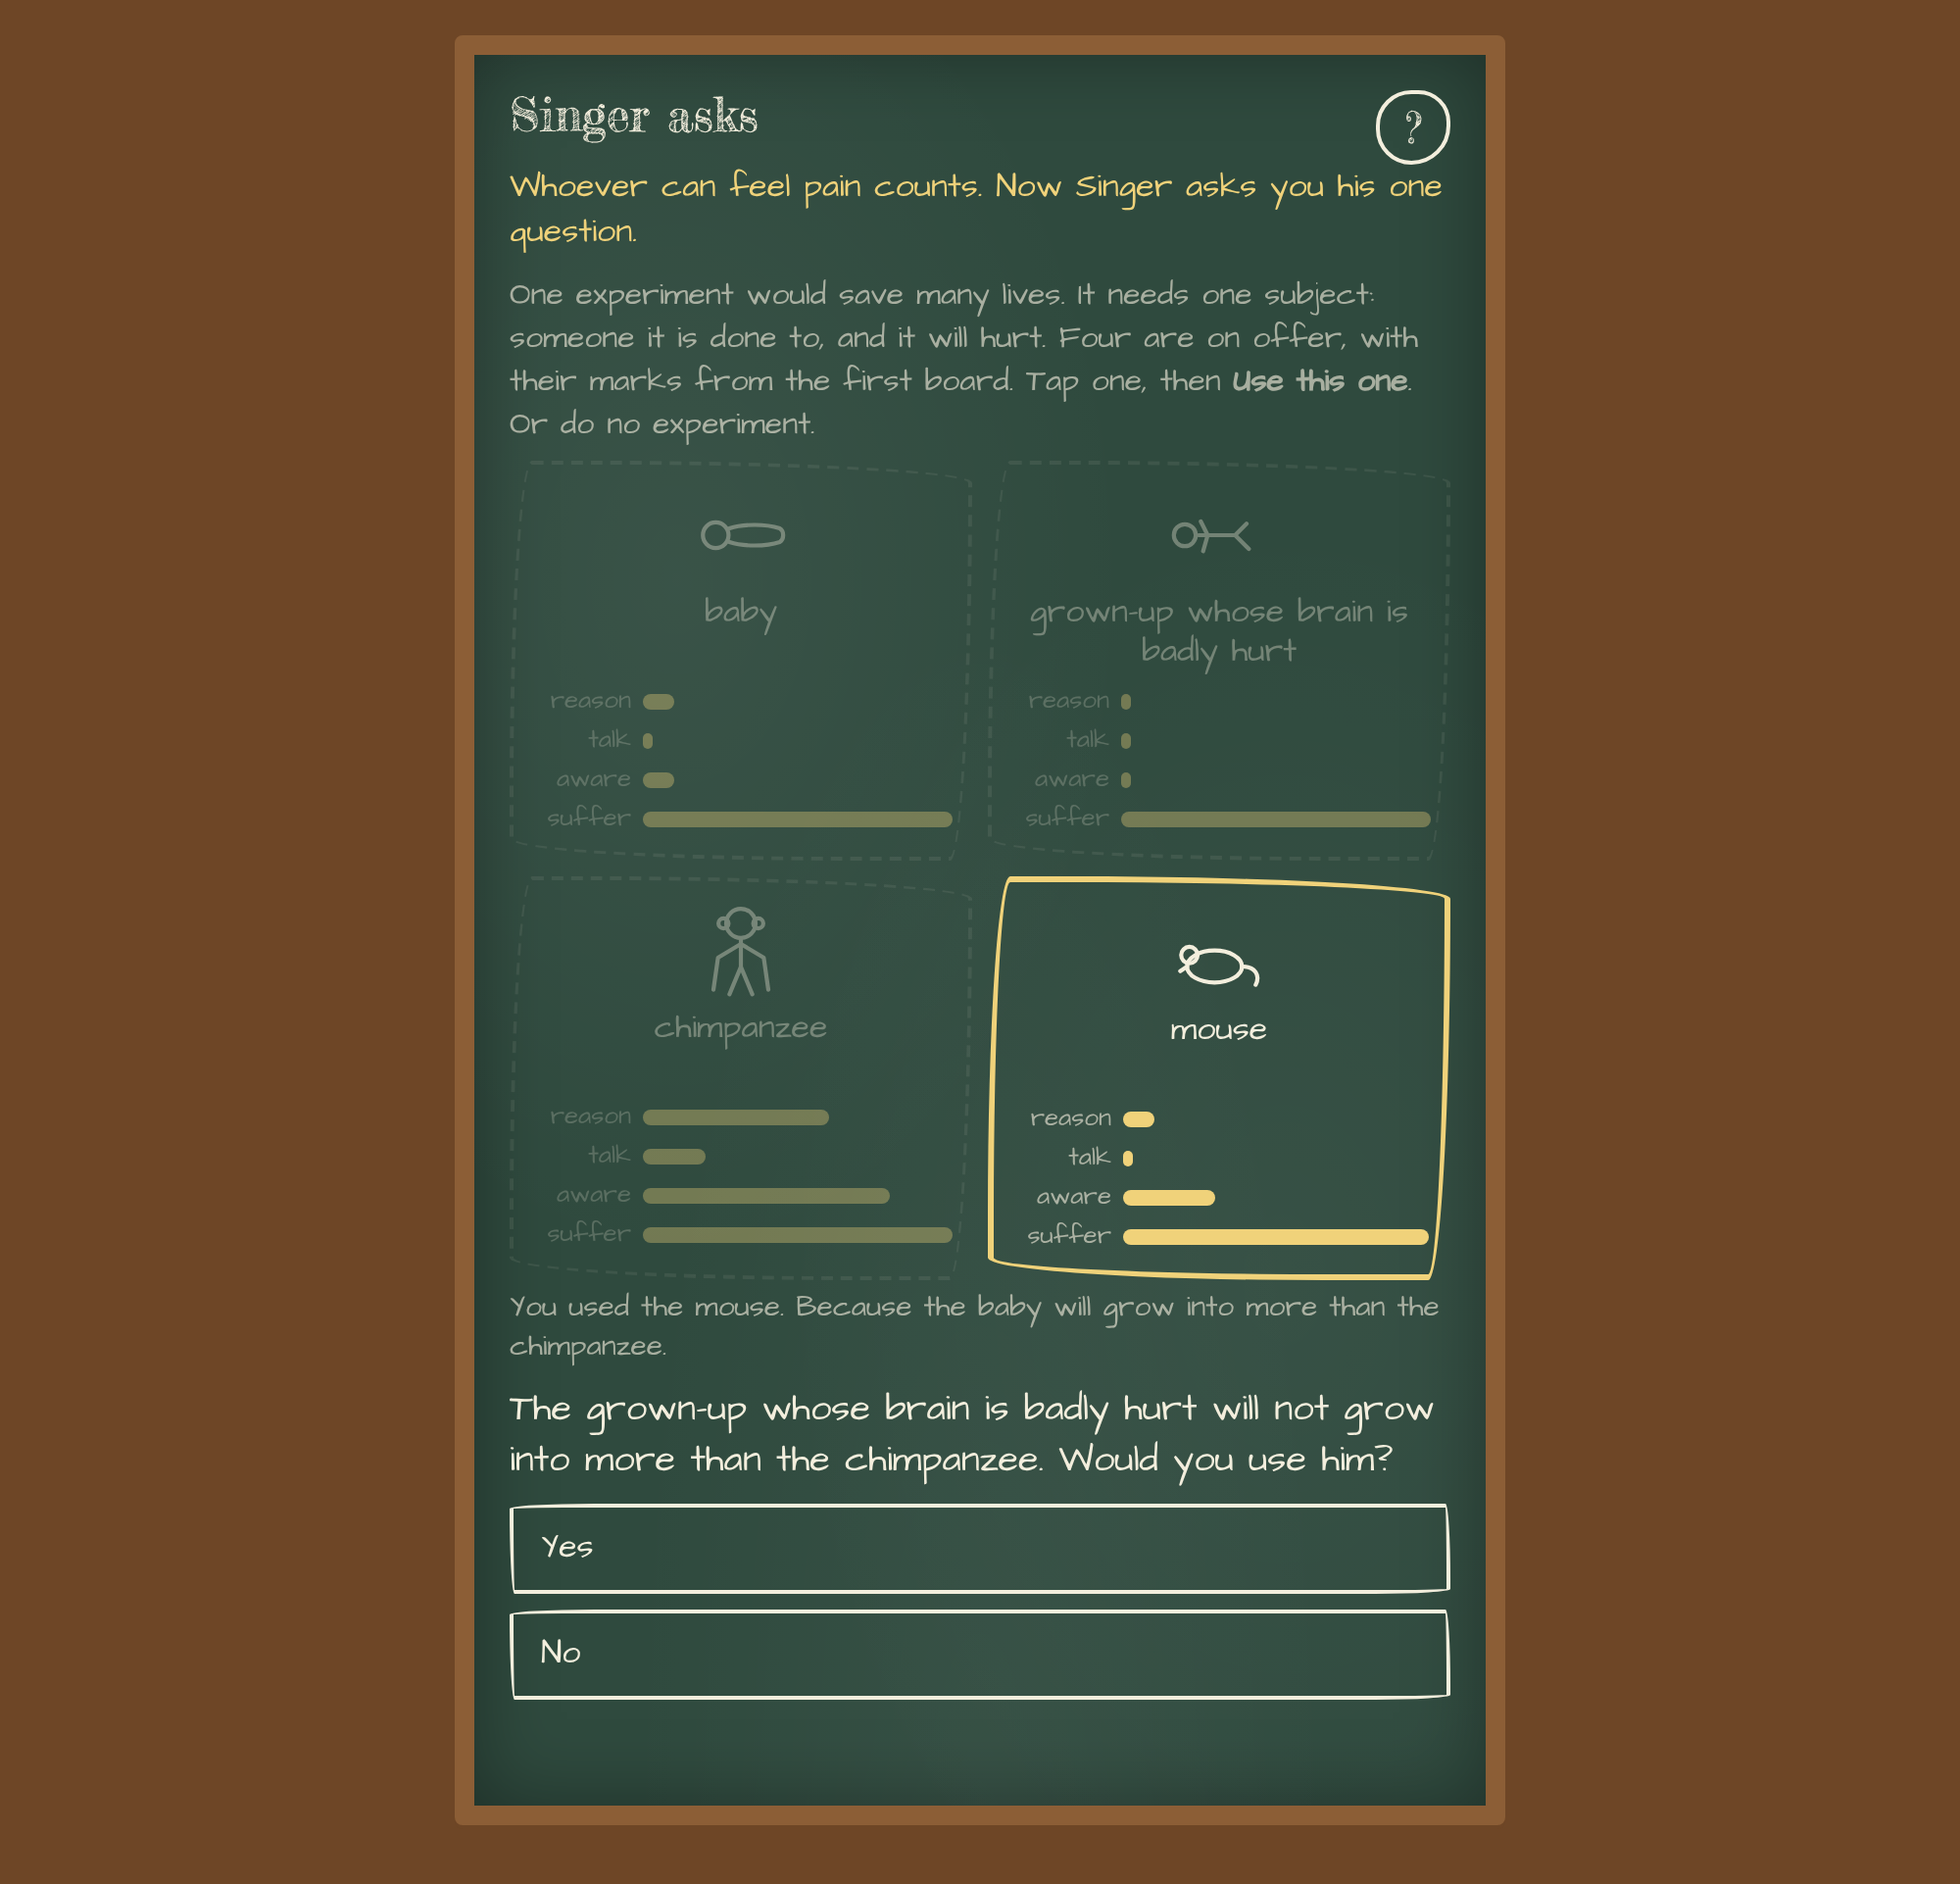 Singer asks
?
Whoever can feel pain counts. Now Singer asks you his one
question.
One experiment would save many lives. It needs one subject:
someone it is done to, and it will hurt. Four are on offer, with
their marks from the first board. Tap one, then Use this one.
Or do no experiment.
baby
reason
talk
aware
suffer
grown-up whose brain is
badly hurt
reason
talk
aware
suffer
chimpanzee
reason
talk
aware
suffer
mouse
reason
talk
aware
suffer
You used the mouse. Because the baby will grow into more than the
chimpanzee.
The grown-up whose brain is badly hurt will not grow
into more than the chimpanzee. Would you use him?
Yes
No